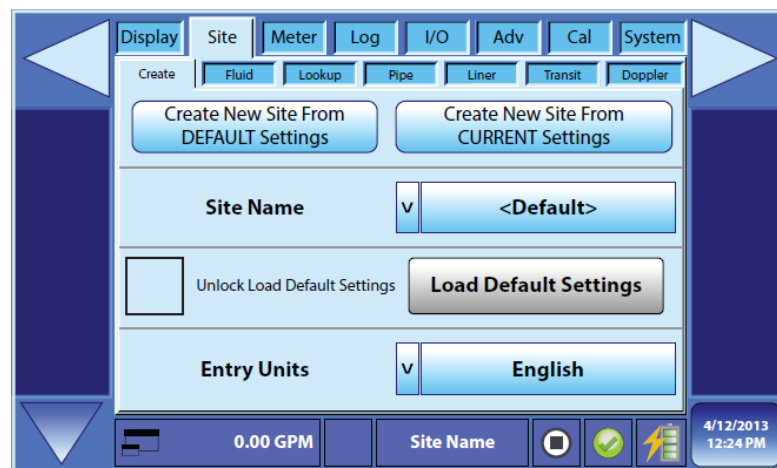 Display Site Meter Log I/O Adv Cal System
Create Fluid Lookup Pipe Liner Transit Doppler
Create New Site From
DEFAULT Settings
Create New Site From
CURRENT Settings
Site Name v <Default>
Unlock Load Default Settings Load Default Settings
Entry Units v English
0.00 GPM Site Name
4/12/2013
12:24 PM